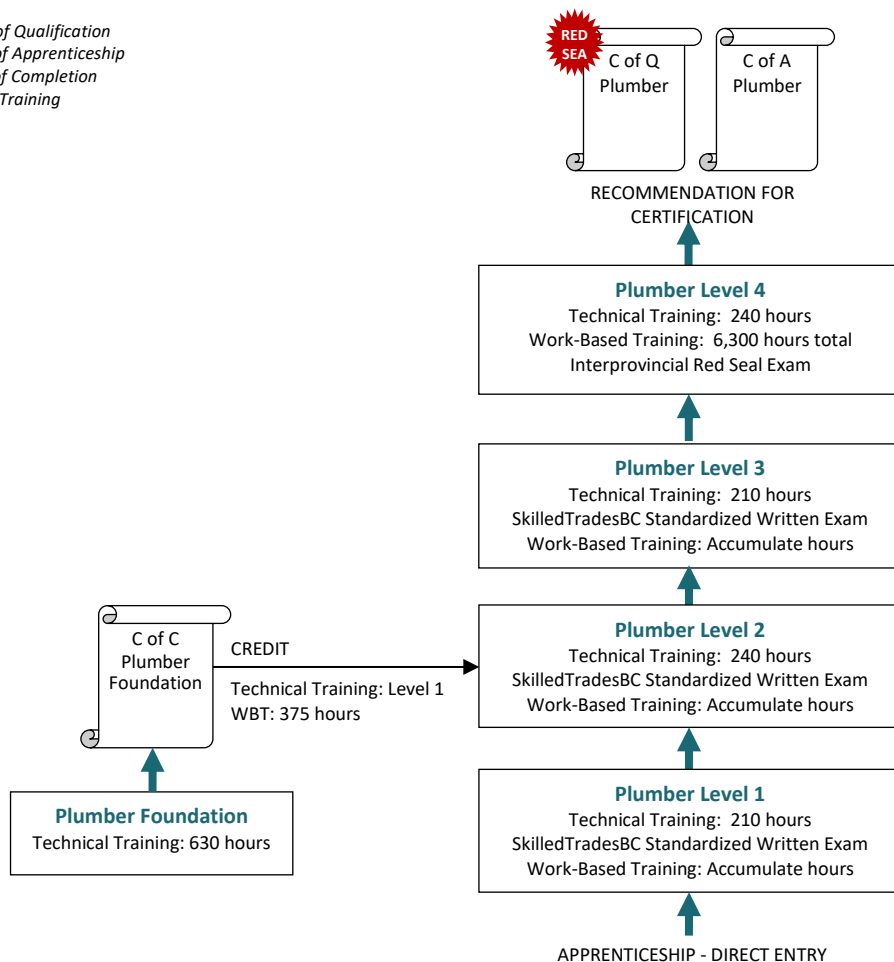 of Qualification
of Apprenticeship
of Completion
Training
RED
SEA
C of Q
Plumber
C of A
Plumber
RECOMMENDATION FOR
CERTIFICATION
Plumber Level 4
Technical Training: 240 hours
Work-Based Training: 6,300 hours total
Interprovincial Red Seal Exam
Plumber Level 3
Technical Training: 210 hours
SkilledTradesBC Standardized Written Exam
Work-Based Training: Accumulate hours
C of C
Plumber
Foundation
CREDIT
Technical Training: Level 1
WBT: 375 hours
Plumber Level 2
Technical Training: 240 hours
SkilledTradesBC Standardized Written Exam
Work-Based Training: Accumulate hours
Plumber Foundation
Technical Training: 630 hours
Plumber Level 1
Technical Training: 210 hours
SkilledTradesBC Standardized Written Exam
Work-Based Training: Accumulate hours
APPRENTICESHIP - DIRECT ENTRY